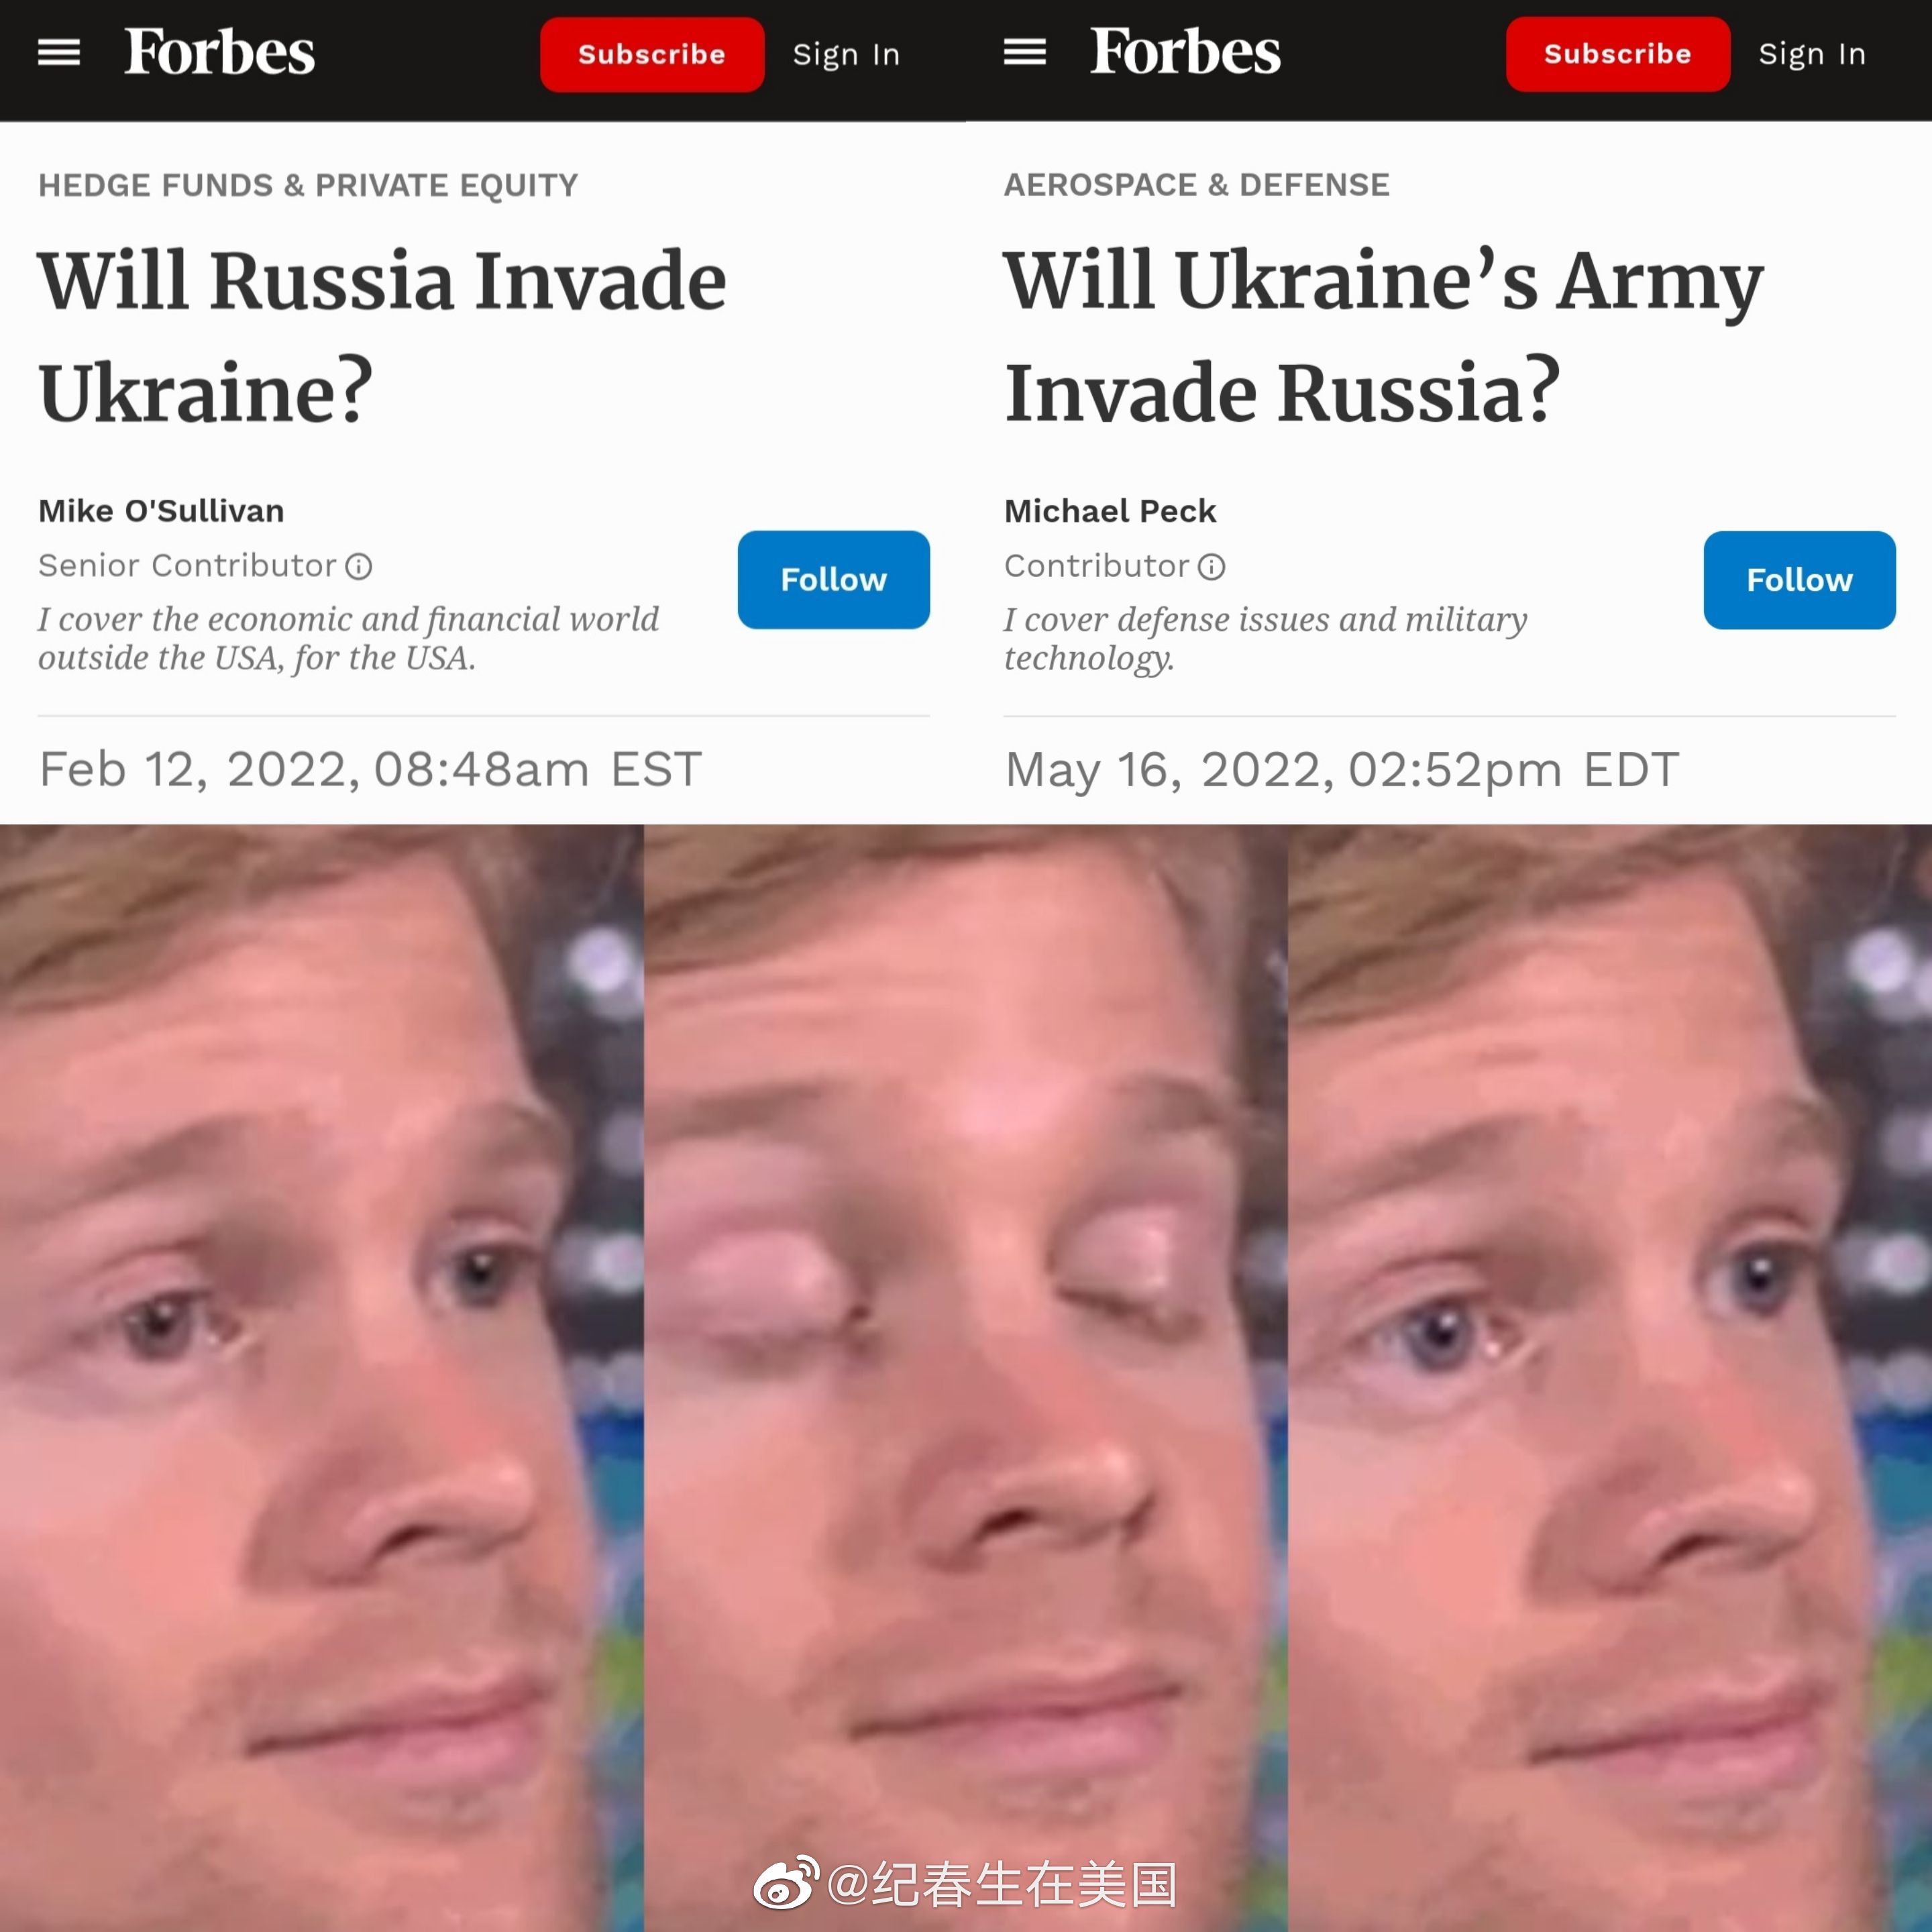 Forbes
Subscribe
Sign In
HEDGE FUNDS & PRIVATE EQUITY
Will Russia Invade
Ukraine?
Mike O'Sullivan
Senior Contributor
Follow
I cover the economic and financial world
outside the USA, for the USA.
Feb 12, 2022, 08:48am EST
Forbes
Subscribe
Sign In
AEROSPACE & DEFENSE
Will Ukraine’s Army
Invade Russia?
Michael Peck
Contributor
Follow
I cover defense issues and military
technology.
May 16, 2022, 02:52pm EDT
@纪春生在美国